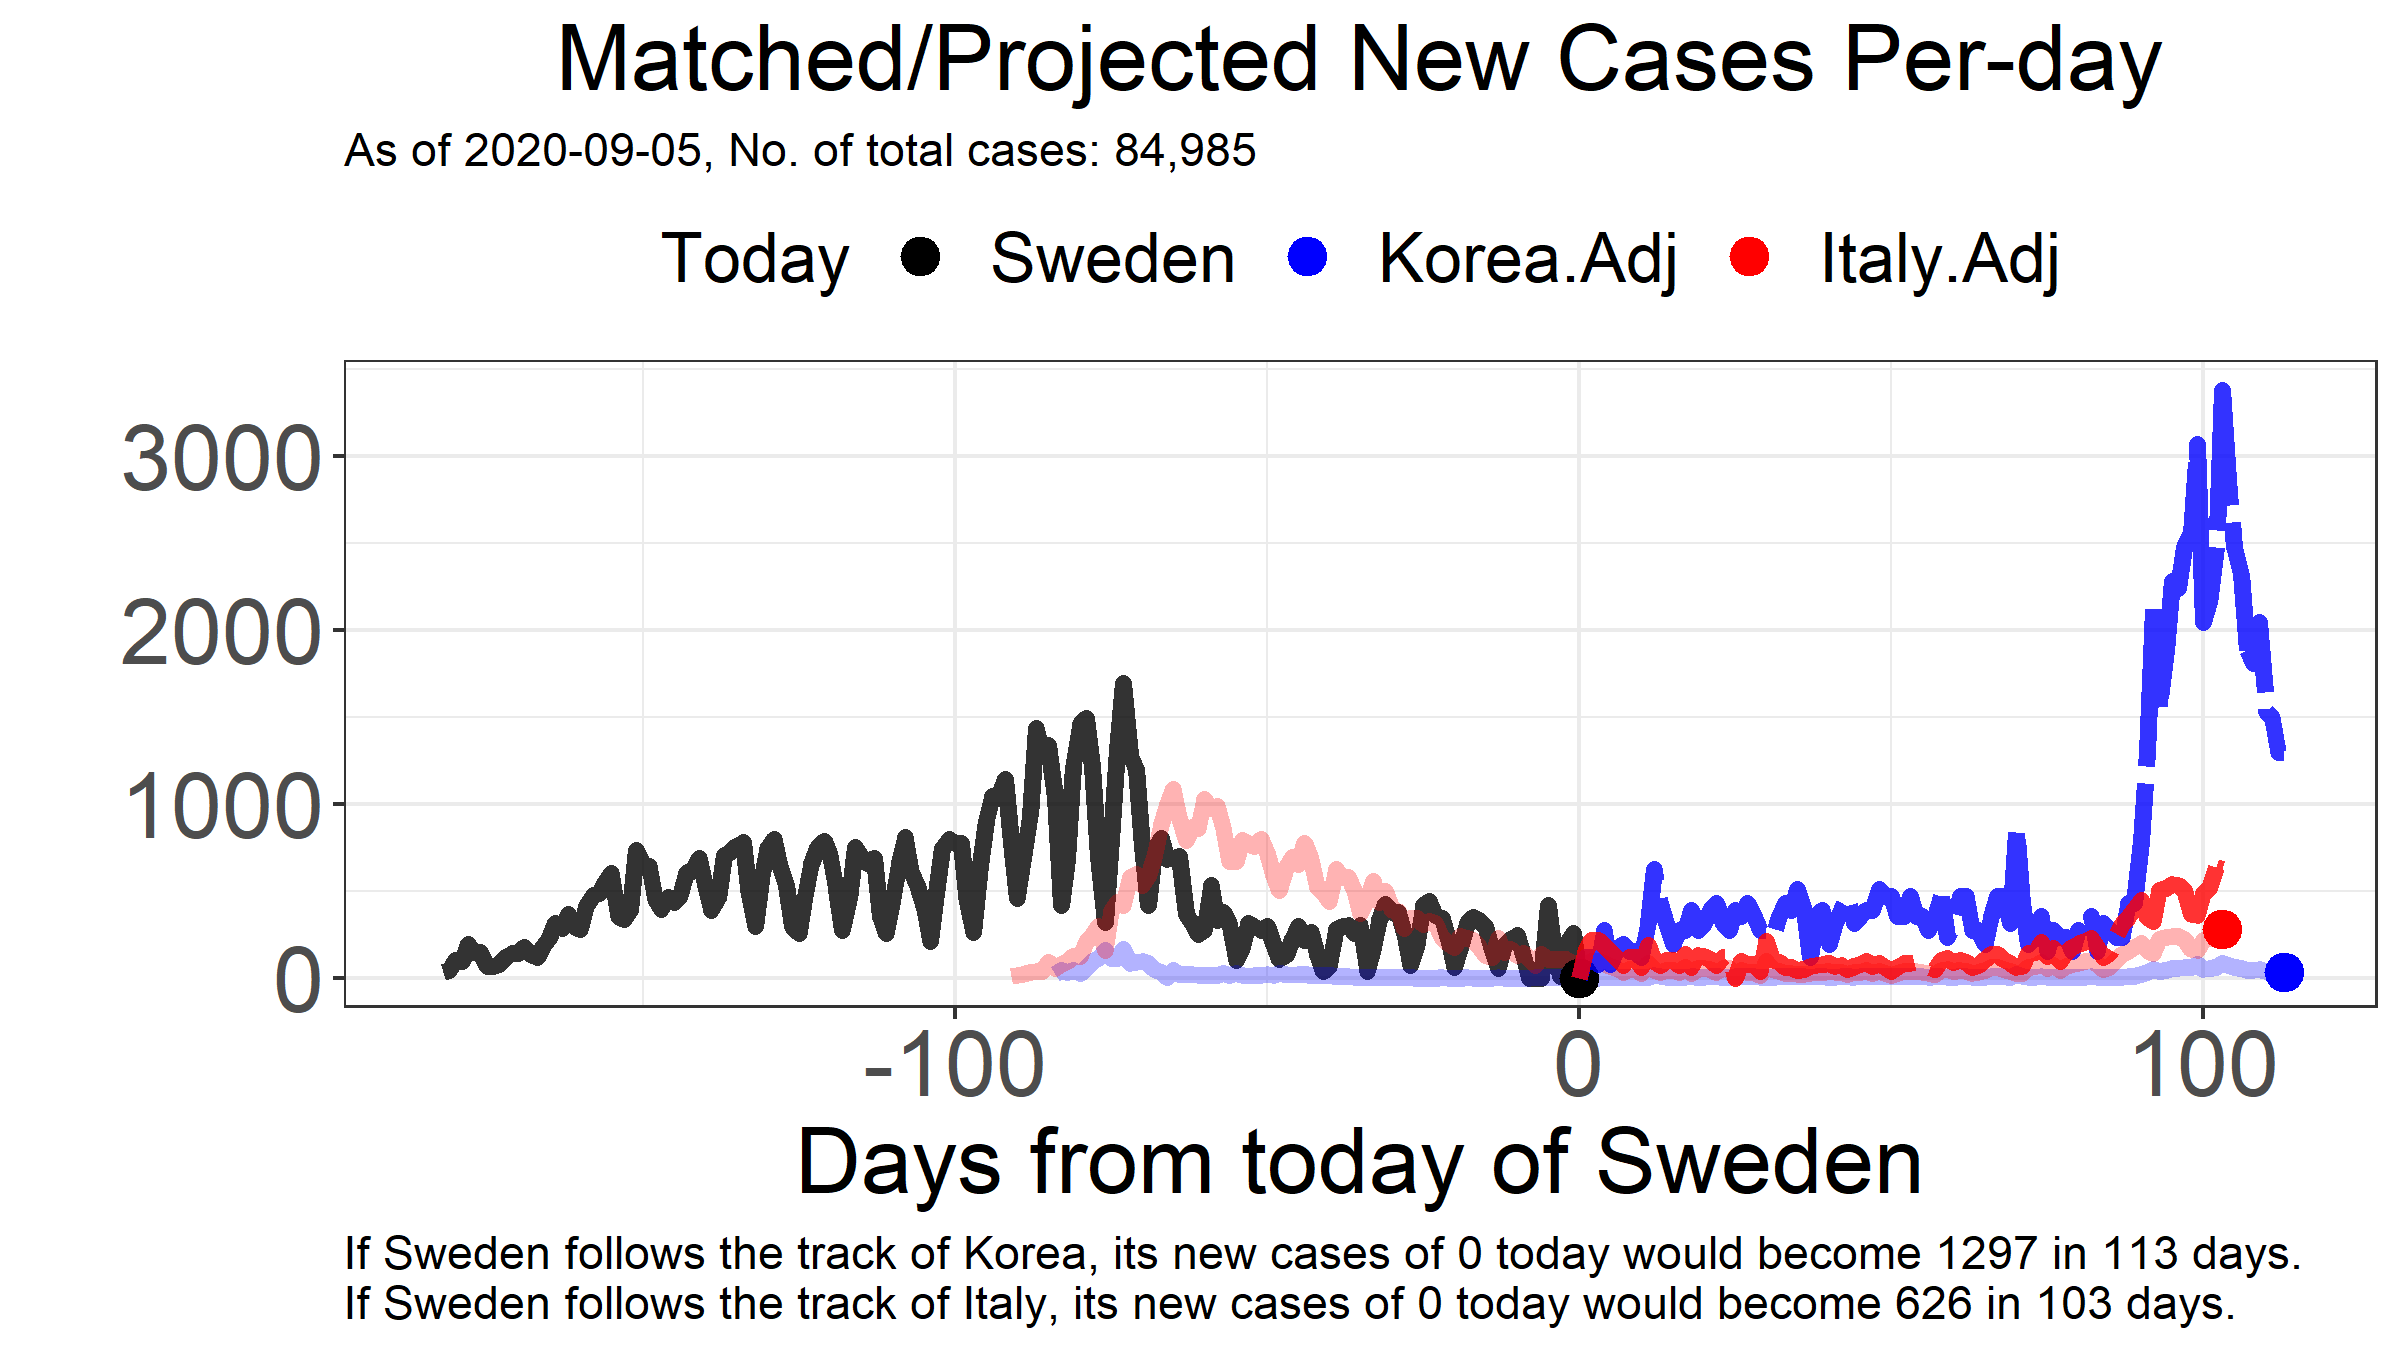 Matched/Projected New Cases Per-day
As of 2020-09-05, No. of total cases: 84,985
Today Sweden Korea.Adj Italy.Adj
3000
2000
1000
0
-100 0 100
Days from today of Sweden
If Sweden follows the track of Korea, its new cases of 0 today would become 1297 in 113 days.
If Sweden follows the track of Italy, its new cases of 0 today would become 626 in 103 days.